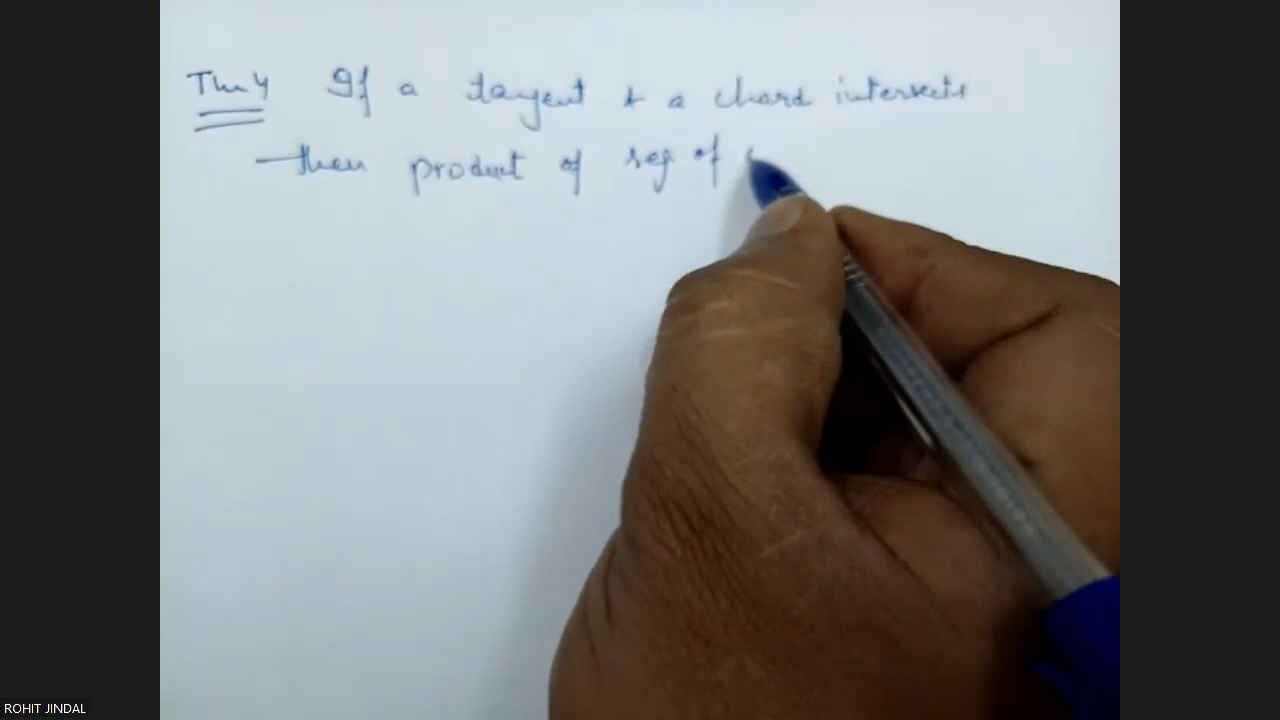 Thm 4 If a tangent & a chord intersects
then product of seg of
ROHIT JINDAL